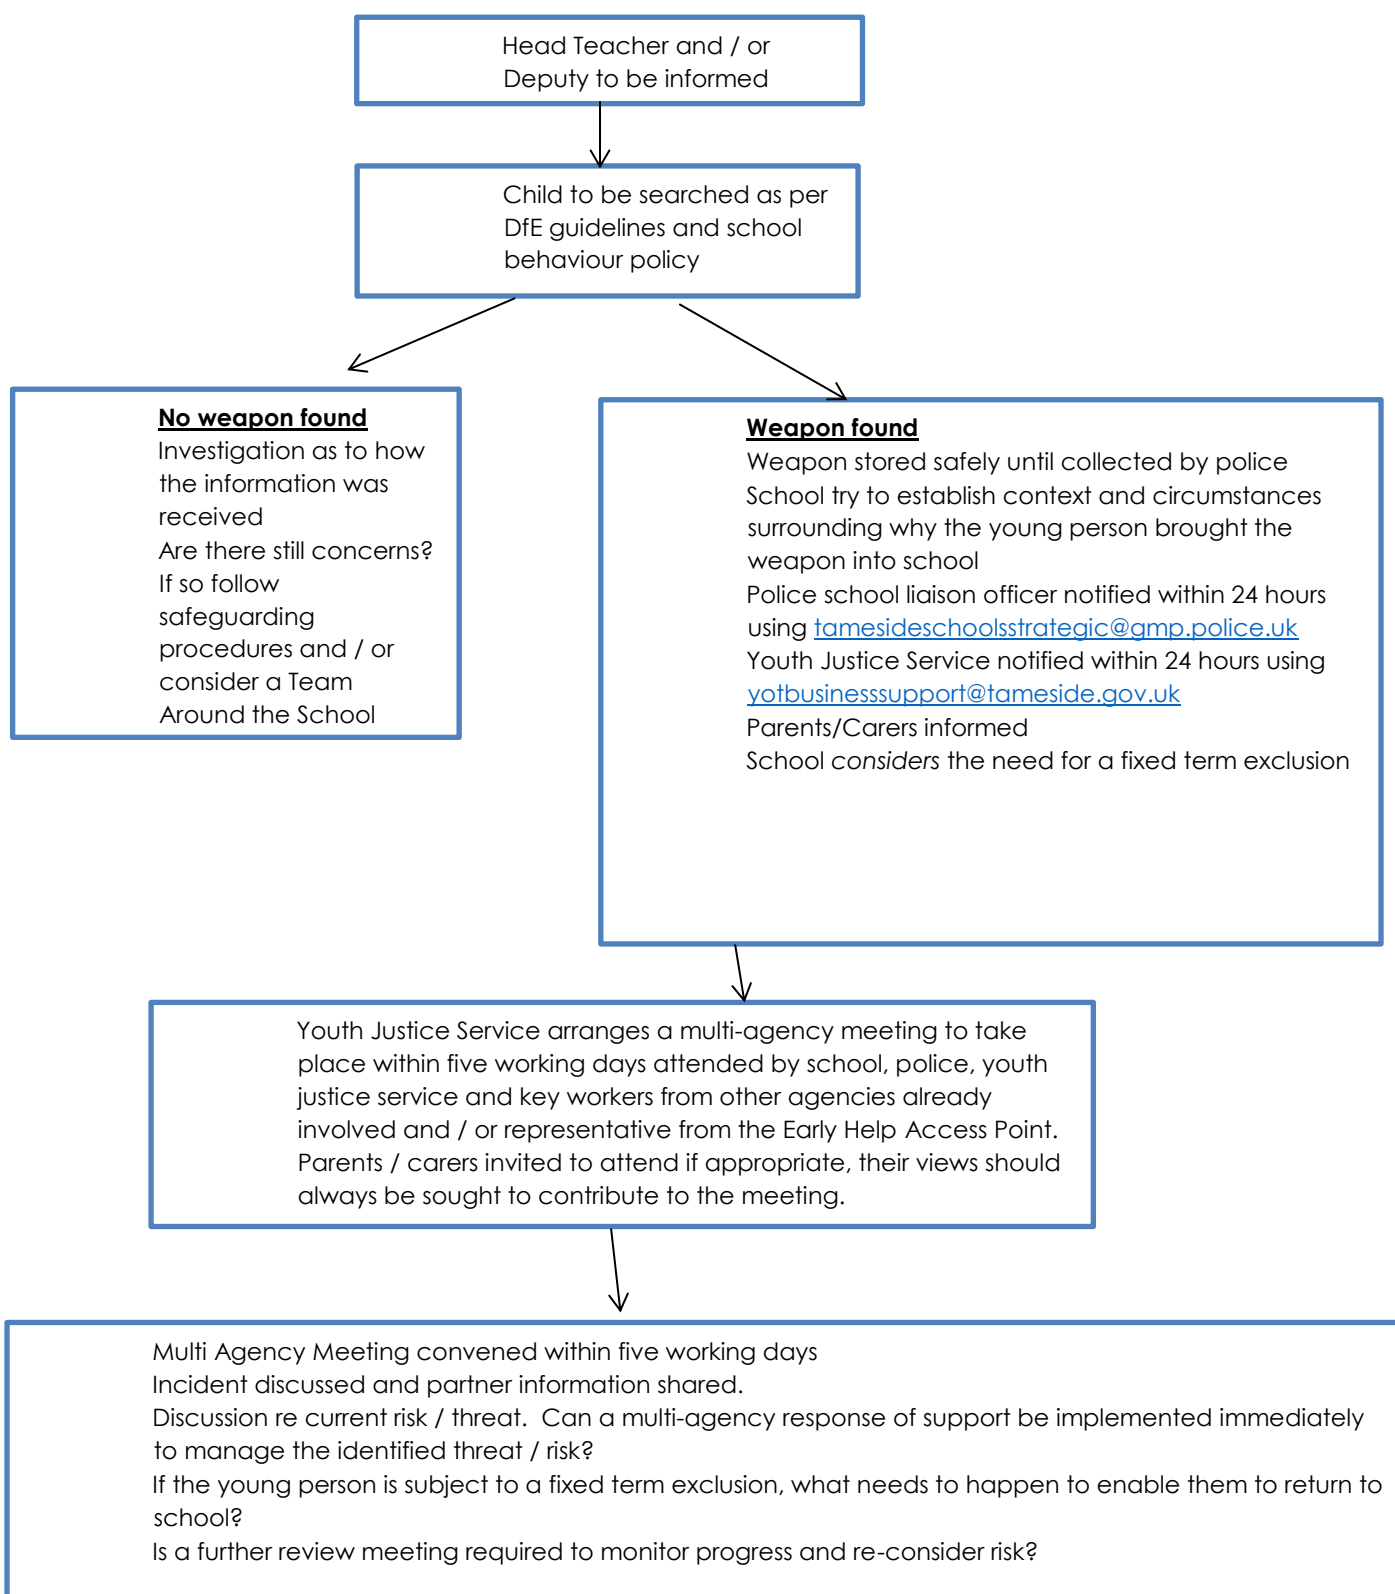 Head Teacher and / or
Deputy to be informed
Child to be searched as per
DfE guidelines and school
behaviour policy
No weapon found
Investigation as to how
the information was
received
Are there still concerns?
If so follow
safeguarding
procedures and / or
consider a Team
Around the School
Weapon found
Weapon stored safely until collected by police
School try to establish context and circumstances
surrounding why the young person brought the
weapon into school
Police school liaison officer notified within 24 hours
using tamesideschoolsstrategic@gmp.police.uk
Youth Justice Service notified within 24 hours using
yotbusinesssupport@tameside.gov.uk
Parents/Carers informed
School considers the need for a fixed term exclusion
Youth Justice Service arranges a multi-agency meeting to take
place within five working days attended by school, police, youth
justice service and key workers from other agencies already
involved and / or representative from the Early Help Access Point.
Parents / carers invited to attend if appropriate, their views should
always be sought to contribute to the meeting.
Multi Agency Meeting convened within five working days
Incident discussed and partner information shared.
Discussion re current risk / threat.  Can a multi-agency response of support be implemented immediately
to manage the identified threat / risk?
If the young person is subject to a fixed term exclusion, what needs to happen to enable them to return to
school?
Is a further review meeting required to monitor progress and re-consider risk?